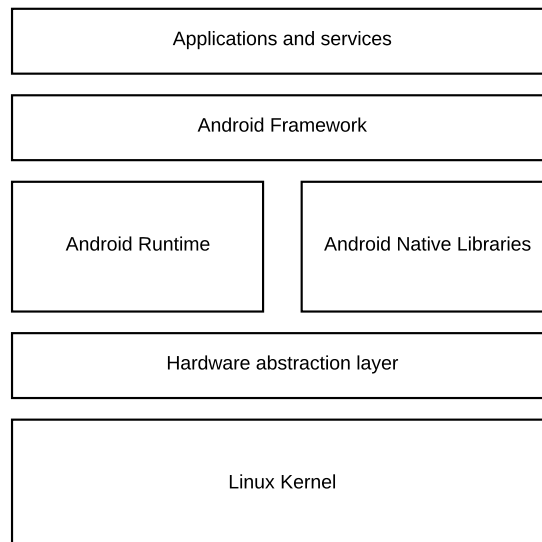 Applications and services
Android Framework
Android Runtime
Android Native Libraries
Hardware abstraction layer
Linux Kernel